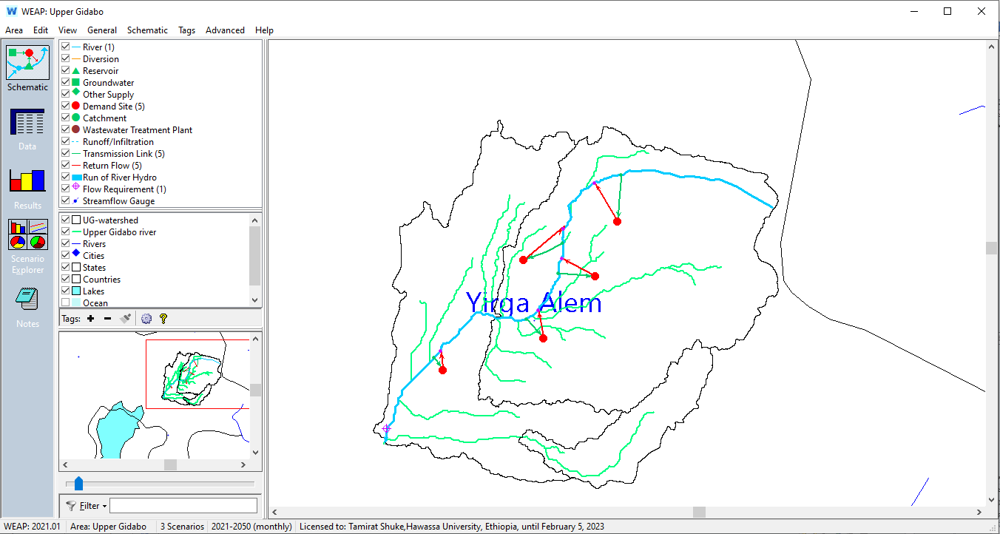 WEAP: Upper Gidabo
Area Edit View General Schematic Tags Advanced Help
Schematic
Data
Results
Scenario
Explorer
Notes
River (1)
Diversion
Reservoir
Groundwater
Other Supply
Demand Site (5)
Catchment
Wastewater Treatment Plant
Runoff/Infiltration
Transmission Link (5)
Return Flow (5)
Run of River Hydro
Flow Requirement (1)
Streamflow Gauge
UG-watershed
Upper Gidabo river
Rivers
Cities
States
Countries
Lakes
Ocean
Tags:
Filter
Yirga Alem
WEAP: 2021.01 Area: Upper Gidabo 3 Scenarios 2021-2050 (monthly) Licensed to: Tamirat Shuke,Hawassa University, Ethiopia, until February 5, 2023